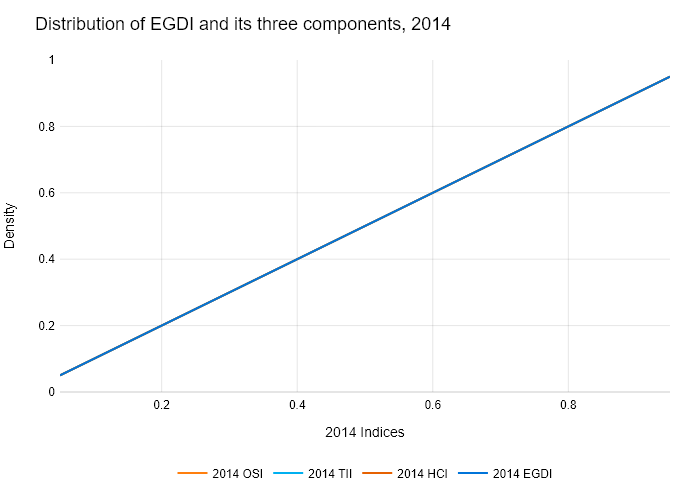 Distribution of EGDI and its three components, 2014
1
0.8
0.6
0.4
0.2
0
Density
0.2 0.4 0.6 0.8
2014 Indices
2014 OSI 2014 TII 2014 HCI 2014 EGDI